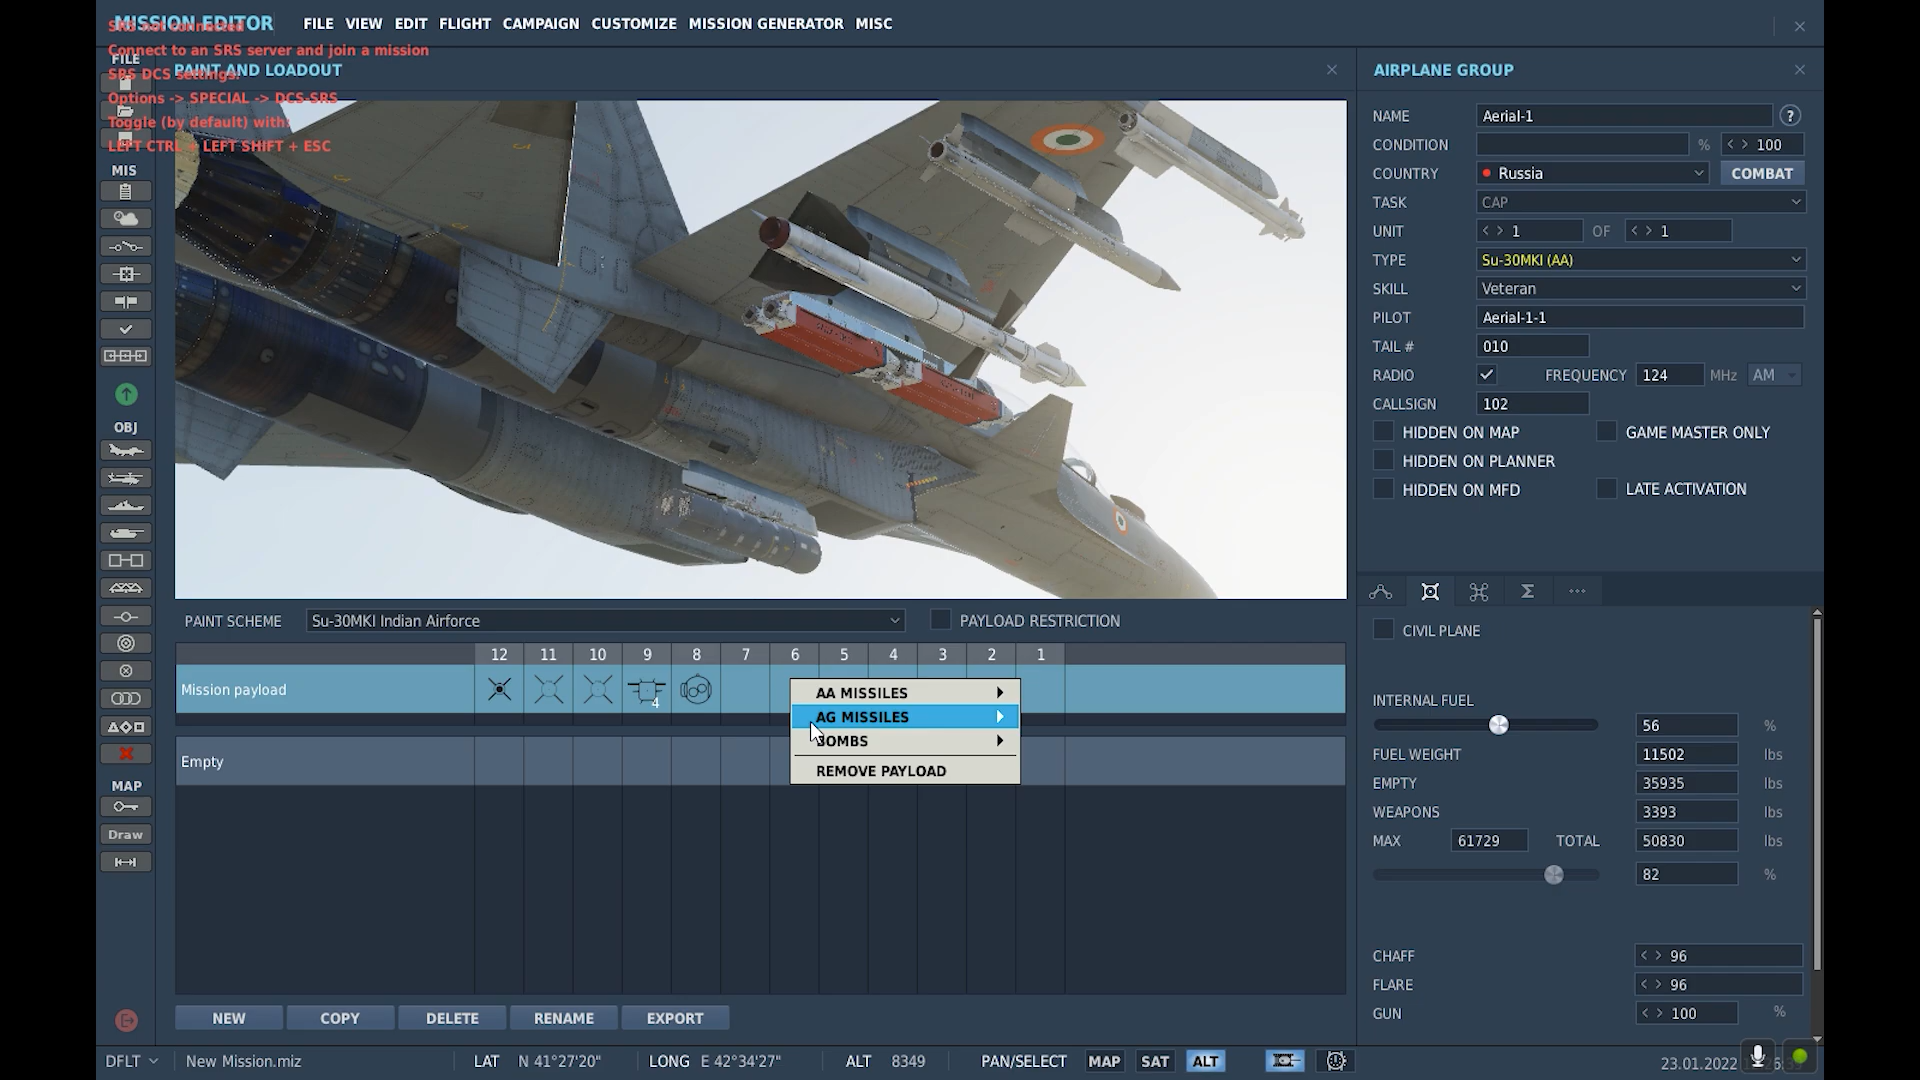 MISSION EDITOR
FILE VIEW EDIT FLIGHT CAMPAIGN CUSTOMIZE MISSION GENERATOR MISC
SRS not connected
Connect to an SRS server and join a mission
SRS DCS settings:
Options -> SPECIAL -> DCS-SRS
Toggle (by default) with:
LEFT CTRL + LEFT SHIFT + ESC
FILE
MIS
OBJ
MAP
Draw
PAINT AND LOADOUT
PAINT SCHEME Su-30MKI Indian Airforce PAYLOAD RESTRICTION
12 11 10 9 8 7 6 5 4 3 2 1
Mission payload 4
Empty
AA MISSILES
AG MISSILES
BOMBS
REMOVE PAYLOAD
NEW COPY DELETE RENAME EXPORT
AIRPLANE GROUP
NAME Aerial-1 ?
CONDITION % < > 100
COUNTRY Russia COMBAT
TASK CAP
UNIT < > 1 OF < > 1
TYPE Su-30MKI (AA)
SKILL Veteran
PILOT Aerial-1-1
TAIL # 010
RADIO FREQUENCY 124 MHz AM
CALLSIGN 102
HIDDEN ON MAP GAME MASTER ONLY
HIDDEN ON PLANNER
HIDDEN ON MFD LATE ACTIVATION
CIVIL PLANE
INTERNAL FUEL
56 %
FUEL WEIGHT 11502 lbs
EMPTY 35935 lbs
WEAPONS 3393 lbs
MAX 61729 TOTAL 50830 lbs
82 %
CHAFF < > 96
FLARE < > 96
GUN < > 100 %
DFLT New Mission.miz LAT N 41°27'20" LONG E 42°34'27" ALT 8349 PAN/SELECT MAP SAT ALT 23.01.2022